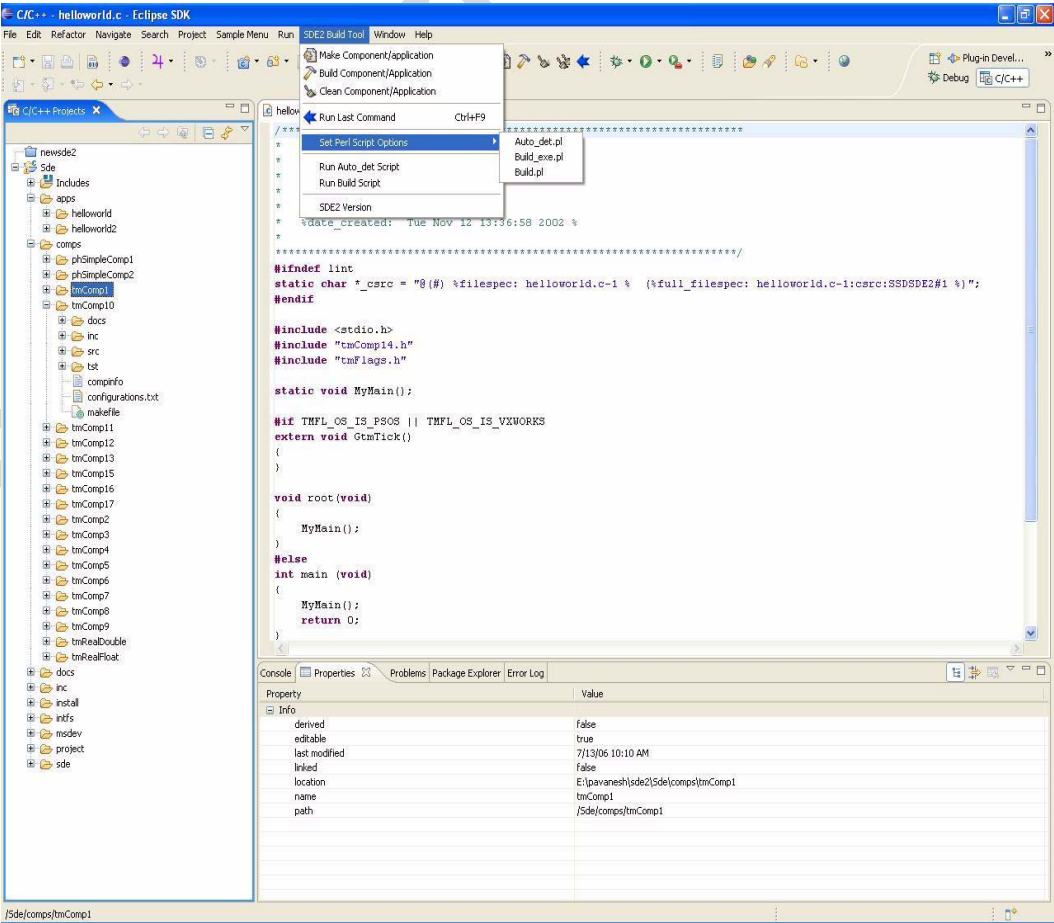 C/C++ - helloworld.c - Eclipse SDK
File Edit Refactor Navigate Search Project Sample Menu Run SDE2 Build Tool Window Help
Make Component/application
Build Component/Application
Clean Component/Application
Run Last Command Ctrl+F9
Set Perl Script Options
Run Auto_det Script
Run Build Script
SDE2 Version
Auto_det.pl
Build_exe.pl
Build.pl
Plug-in Devel...
»
Debug C/C++
C/C++ Projects
newsde2
Sde
Includes
apps
helloworld
helloworld2
comps
phSimpleComp1
phSimpleComp2
tmComp1
tmComp10
docs
inc
src
tst
compinfo
configurations.txt
makefile
tmComp11
tmComp12
tmComp13
tmComp15
tmComp16
tmComp17
tmComp2
tmComp3
tmComp4
tmComp5
tmComp6
tmComp7
tmComp8
tmComp9
tmRealDouble
tmRealFloat
docs
inc
install
intfs
msdev
project
sde
hellow
%date_created: Tue Nov 12 13:36:58 2002 %
#ifndef lint
static char *_csrc = "@(#) %filespec: helloworld.c-1 % (%full_filespec: helloworld.c-1:csrc:SSDSDE2#1 %)";
#endif
#include <stdio.h>
#include "tmComp14.h"
#include "tmFlags.h"
static void MyMain();
#if TMFL_OS_IS_PSOS || TMFL_OS_IS_VXWORKS
extern void GtmTick()
{
}
void root(void)
{
MyMain();
}
#else
int main (void)
{
MyMain();
return 0;
}
Console Properties Problems Package Explorer Error Log
Property Value
Info
derived false
editable true
last modified 7/13/06 10:10 AM
linked false
location E:\pavanesh\sde2\Sde\comps\tmComp1
name tmComp1
path /Sde/comps/tmComp1
/Sde/comps/tmComp1